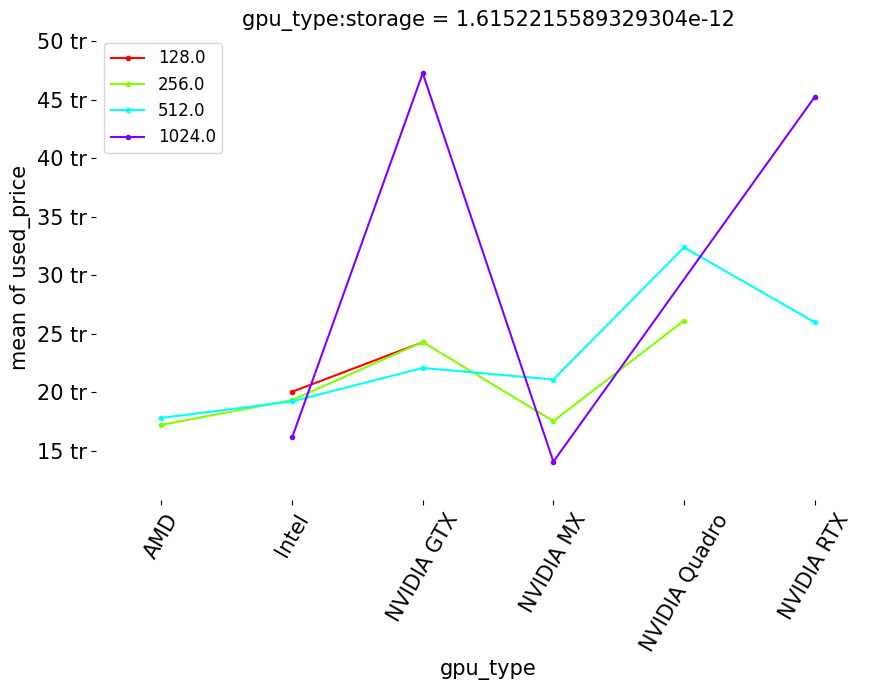 gpu_type:storage = 1.6152215589329304e-12
50 tr
45 tr
40 tr
35 tr
30 tr
25 tr
20 tr
15 tr
mean of used_price
128.0
256.0
512.0
1024.0
AMD
Intel
NVIDIA GTX
NVIDIA MX
NVIDIA Quadro
NVIDIA RTX
gpu_type